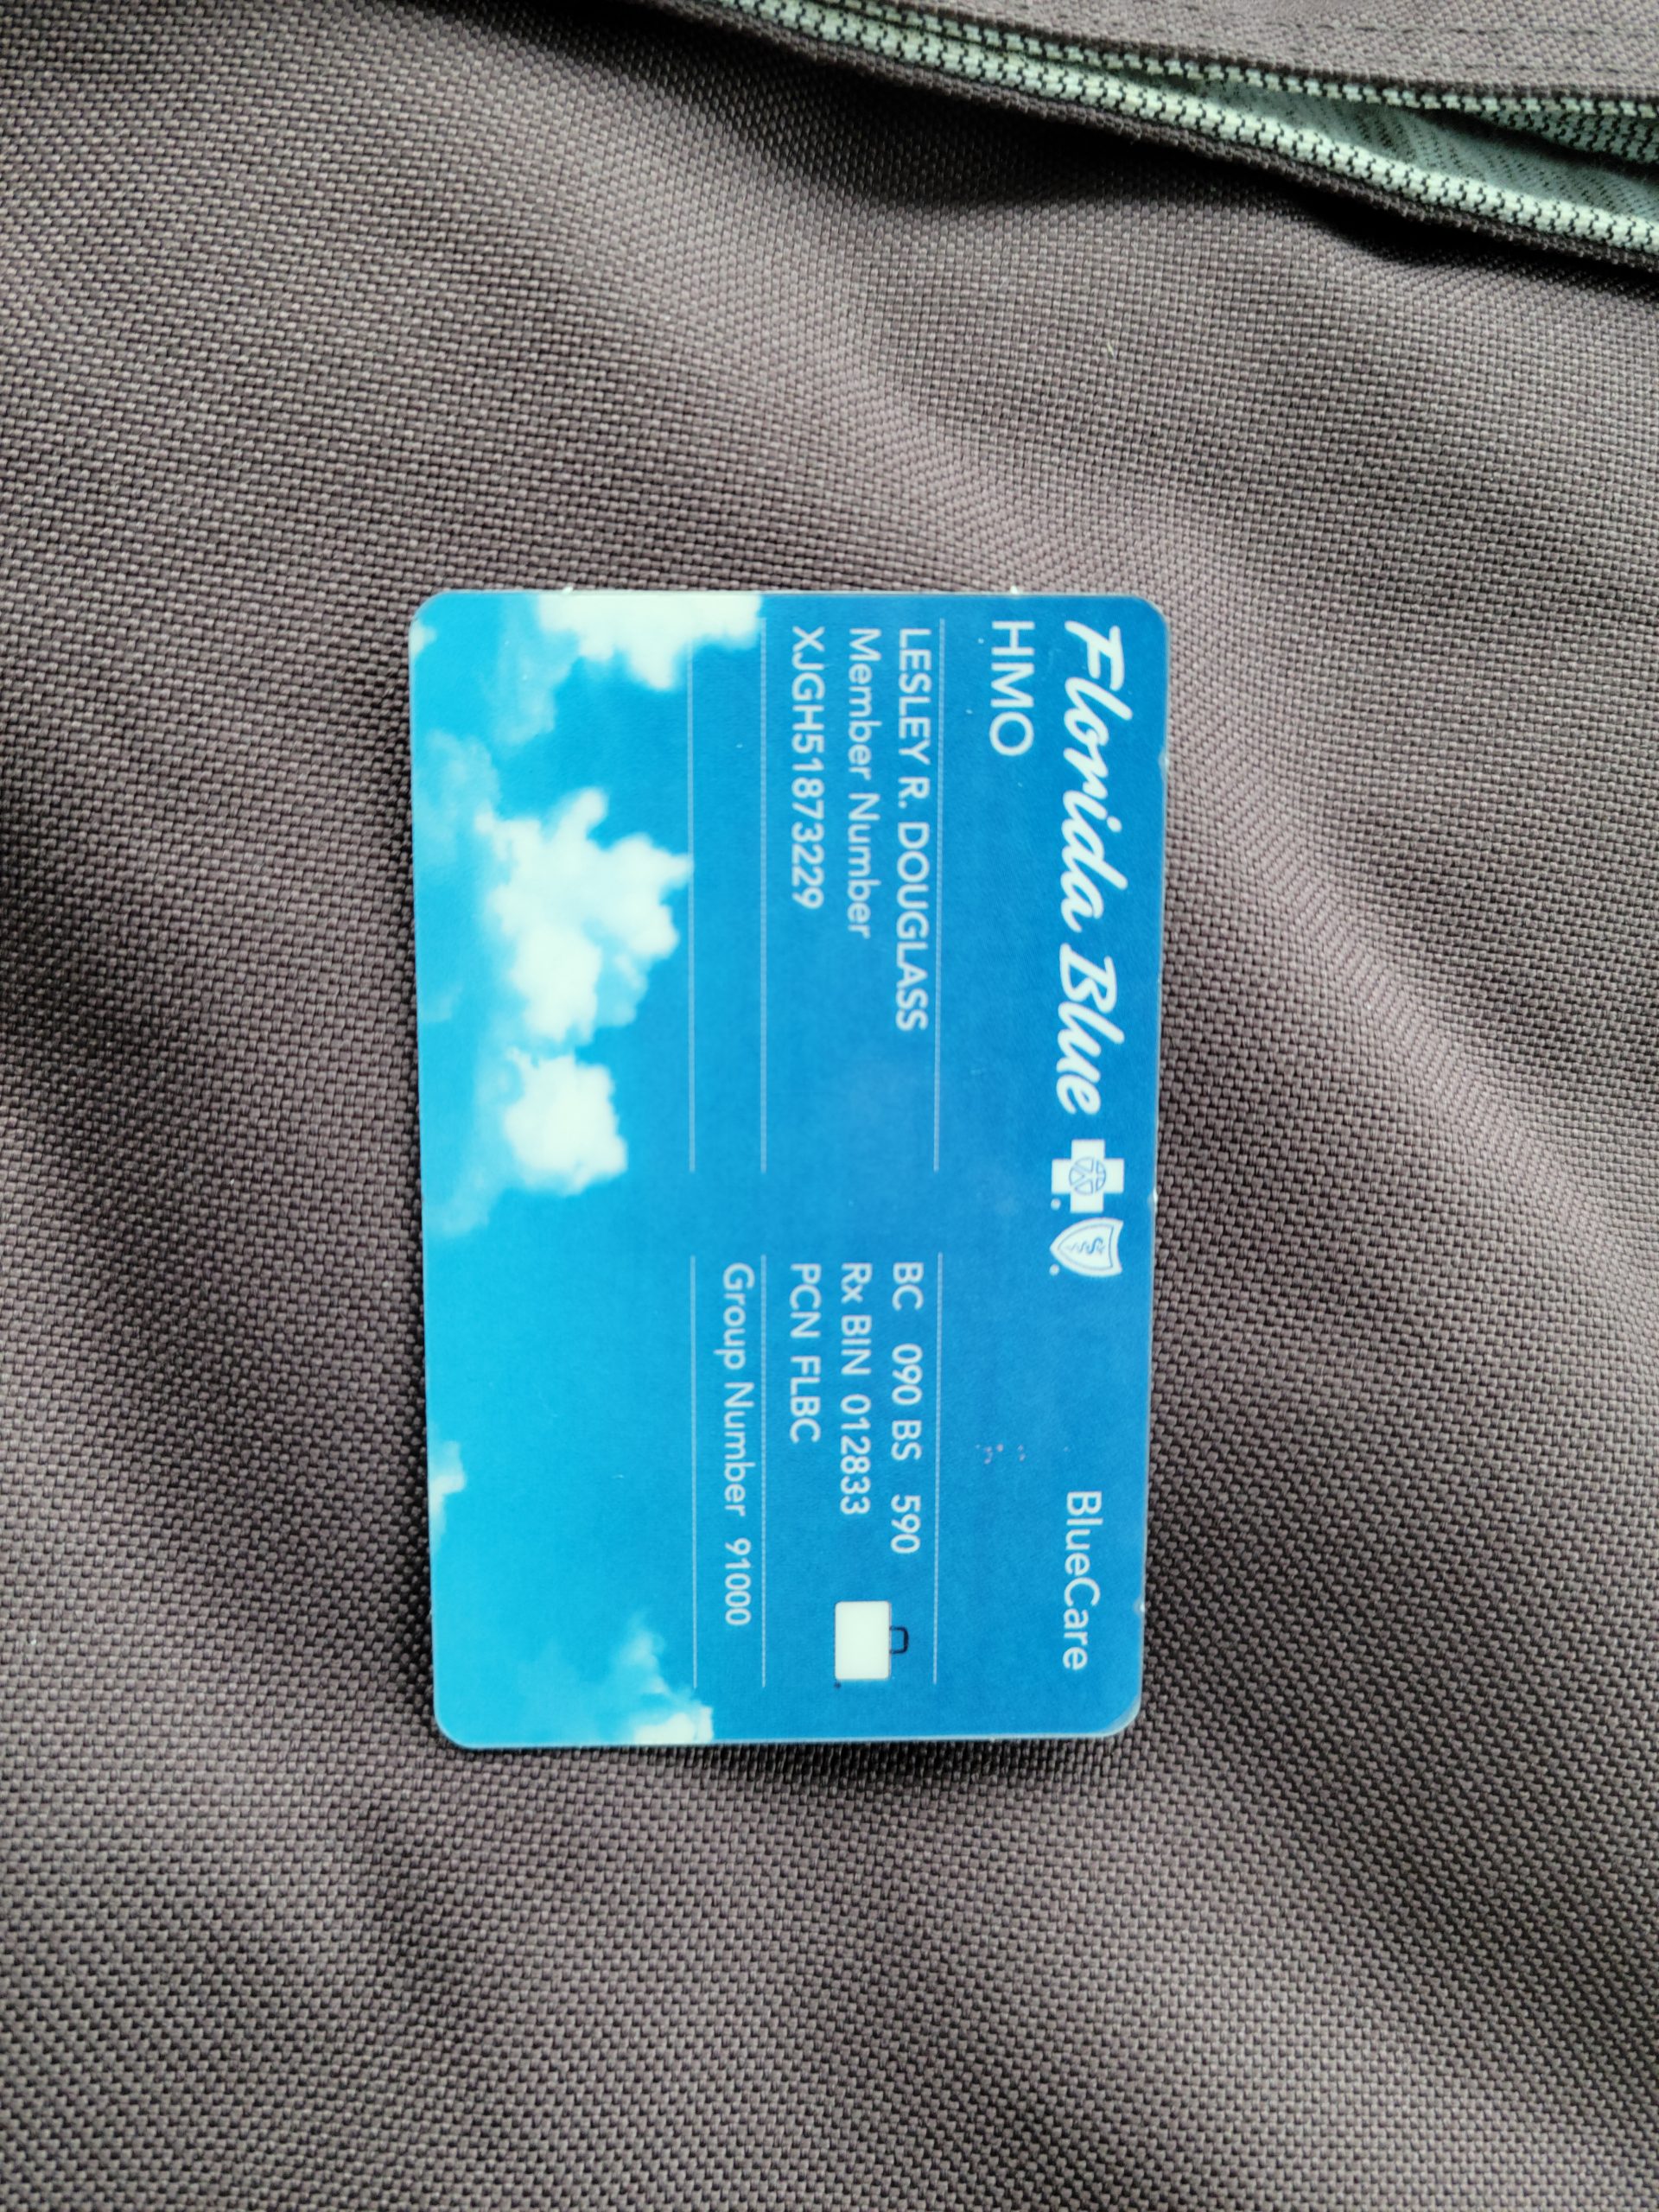 Florida Blue
BlueCare
HMO
LESLEY R. DOUGLASS
Member Number
XJGH51873229
BC 090 BS 590
Rx BIN 012833
PCN FLBC
Group Number 91000